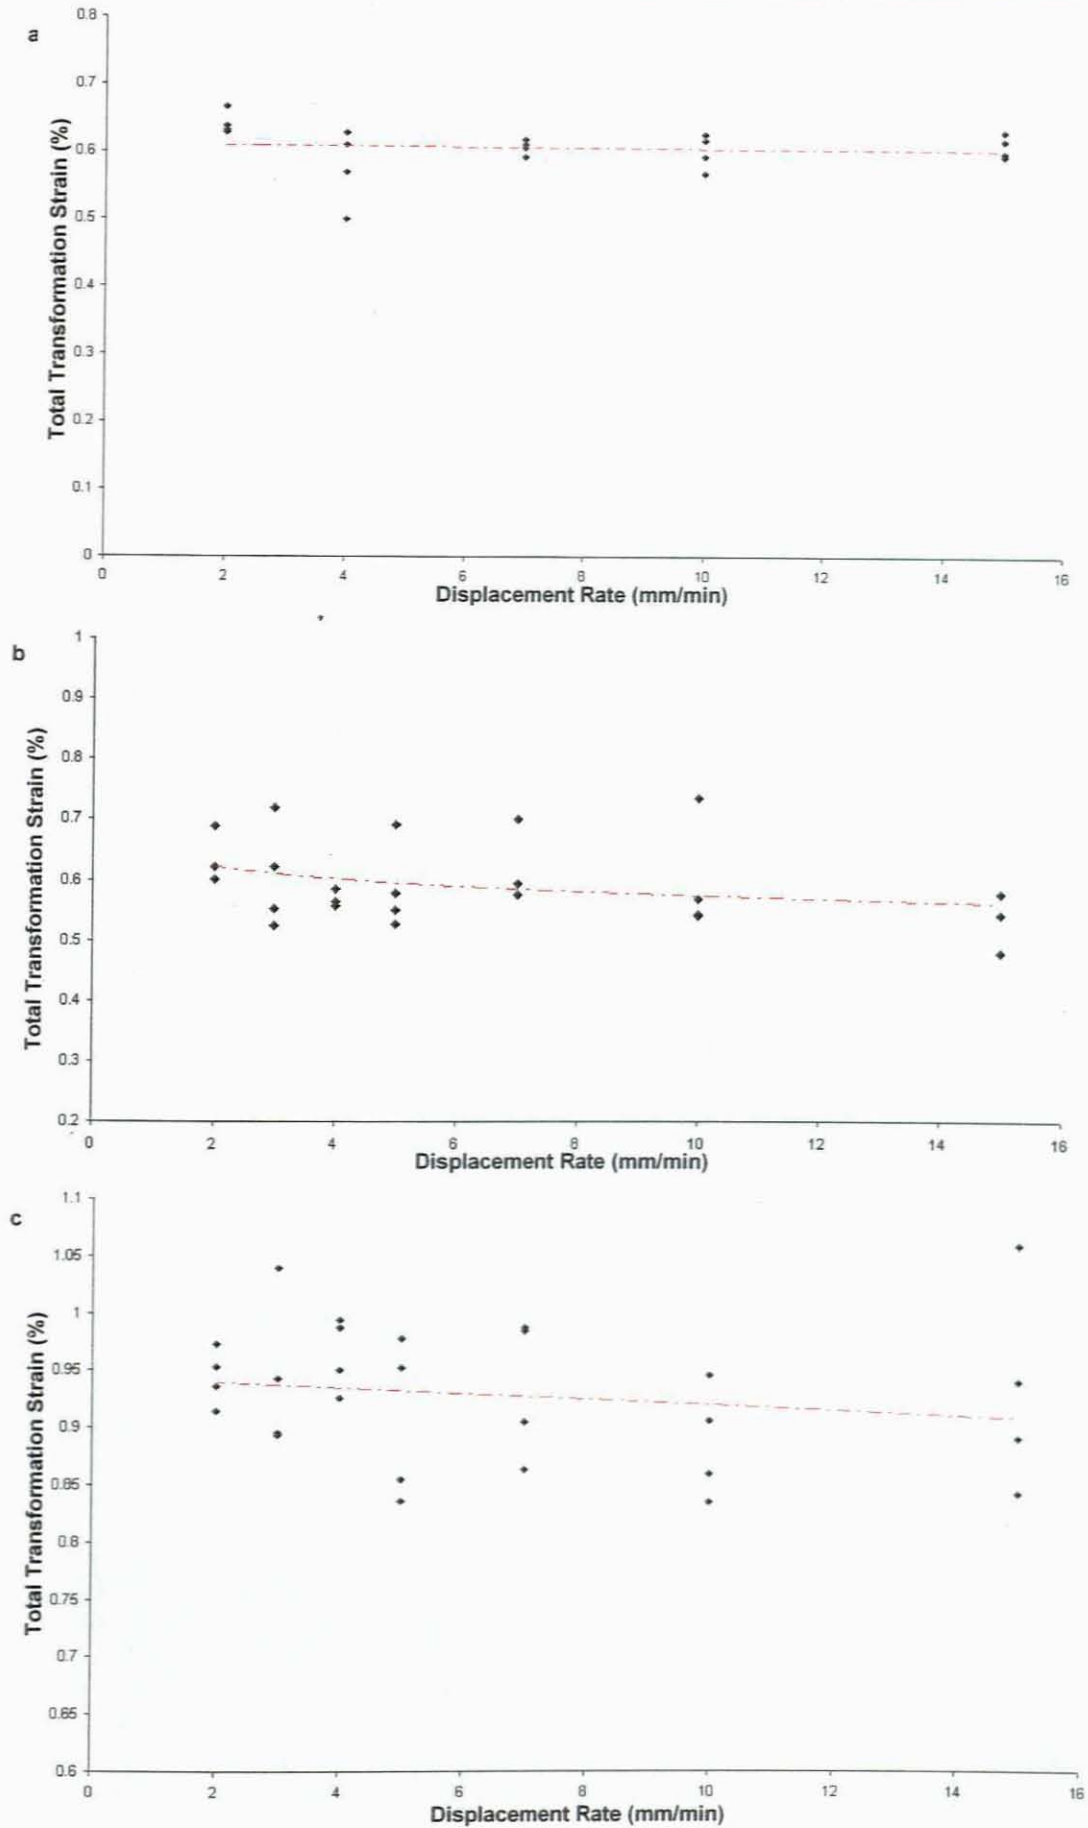 a
Total Transformation Strain (%)
0.8
0.7
0.6
0.5
0.4
0.3
0.2
0.1
0
0 2 4 6 8 10 12 14 16
Displacement Rate (mm/min)
b
Total Transformation Strain (%)
1
0.9
0.8
0.7
0.6
0.5
0.4
0.3
0.2
0 2 4 6 8 10 12 14 16
Displacement Rate (mm/min)
c
Total Transformation Strain (%)
1.1
1.05
1
0.95
0.9
0.85
0.8
0.75
0.7
0.65
0.6
0 2 4 6 8 10 12 14 16
Displacement Rate (mm/min)